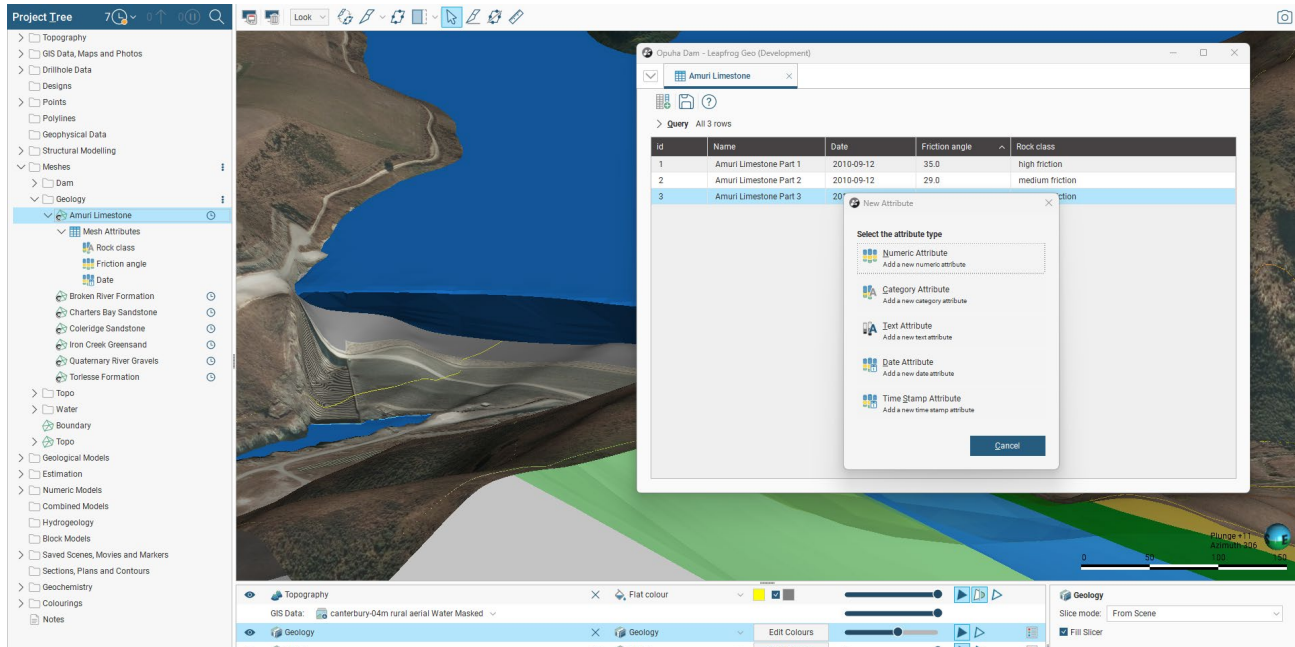 Project Tree 7 0 0
Look
Topography
GIS Data, Maps and Photos
Drillhole Data
Designs
Points
Polylines
Geophysical Data
Structural Modelling
Meshes
Dam
Geology
Amuri Limestone
Mesh Attributes
Rock class
Friction angle
Date
Broken River Formation
Charters Bay Sandstone
Coleridge Sandstone
Iron Creek Greensand
Quaternary River Gravels
Torlesse Formation
Topo
Water
Boundary
Topo
Geological Models
Estimation
Numeric Models
Combined Models
Hydrogeology
Block Models
Saved Scenes, Movies and Markers
Sections, Plans and Contours
Geochemistry
Colourings
Notes
Opuha Dam - Leapfrog Geo (Development)
Amuri Limestone
Query All 3 rows
id Name Date Friction angle Rock class
1 Amuri Limestone Part 1 2010-09-12 35.0 high friction
2 Amuri Limestone Part 2 2010-09-12 29.0 medium friction
3 Amuri Limestone Part 3 20
New Attribute
Select the attribute type
Numeric Attribute
Add a new numeric attribute
Category Attribute
Add a new category attribute
Text Attribute
Add a new text attribute
Date Attribute
Add a new date attribute
Time Stamp Attribute
Add a new time stamp attribute
Cancel
Plunge +11
Azimuth 306
0 50 100 150
E
Topography Flat colour
GIS Data: canterbury-04m rural aerial Water Masked
Geology Geology Edit Colours
Geology
Slice mode: From Scene
Fill Slicer